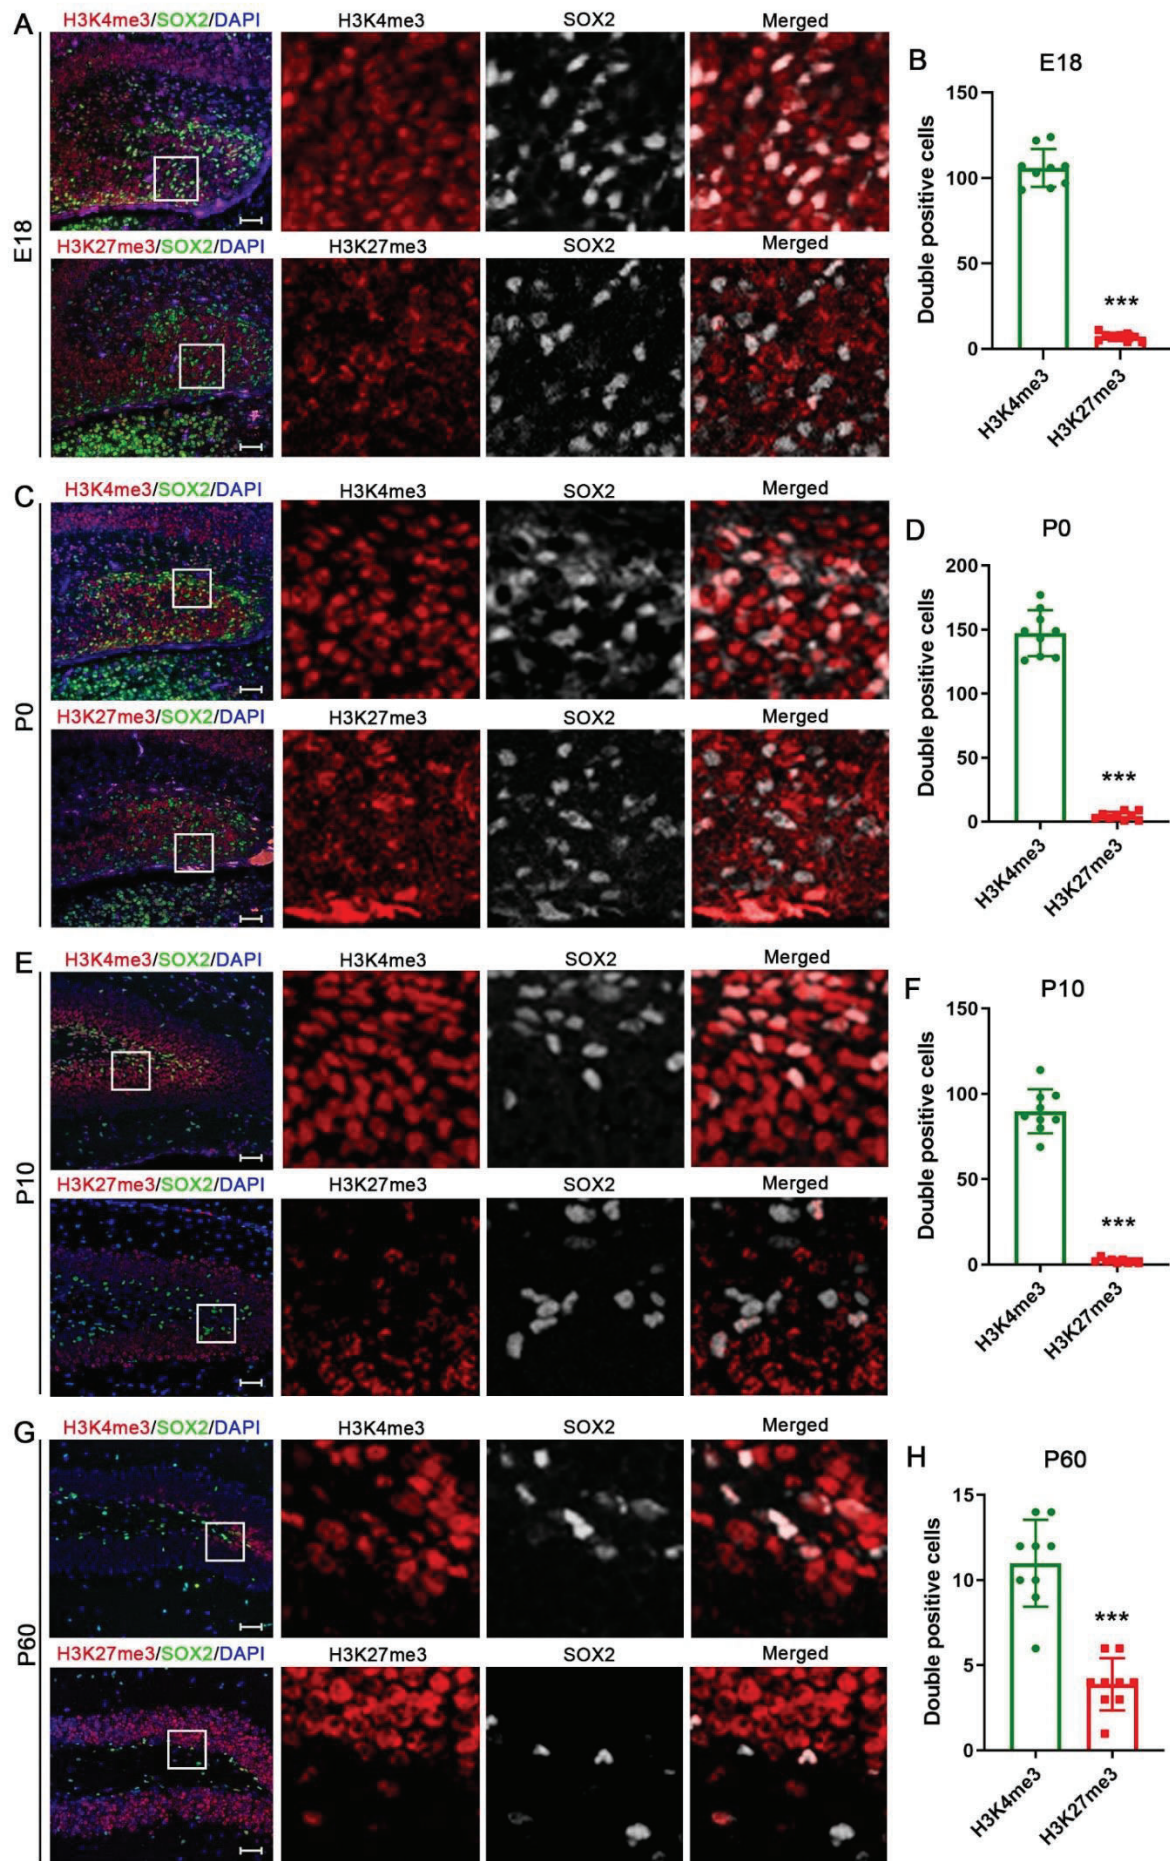 A
H3K4me3/SOX2/DAPI
H3K4me3
SOX2
Merged
E18
H3K27me3/SOX2/DAPI
H3K27me3
SOX2
Merged
B
E18
Double positive cells
150
100
50
0
***
H3K4me3
H3K27me3
C
H3K4me3/SOX2/DAPI
H3K4me3
SOX2
Merged
P0
H3K27me3/SOX2/DAPI
H3K27me3
SOX2
Merged
D
P0
Double positive cells
200
150
100
50
0
***
H3K4me3
H3K27me3
E
H3K4me3/SOX2/DAPI
H3K4me3
SOX2
Merged
P10
H3K27me3/SOX2/DAPI
H3K27me3
SOX2
Merged
F
P10
Double positive cells
150
100
50
0
***
H3K4me3
H3K27me3
G
H3K4me3/SOX2/DAPI
H3K4me3
SOX2
Merged
P60
H3K27me3/SOX2/DAPI
H3K27me3
SOX2
Merged
H
P60
Double positive cells
15
10
5
0
***
H3K4me3
H3K27me3